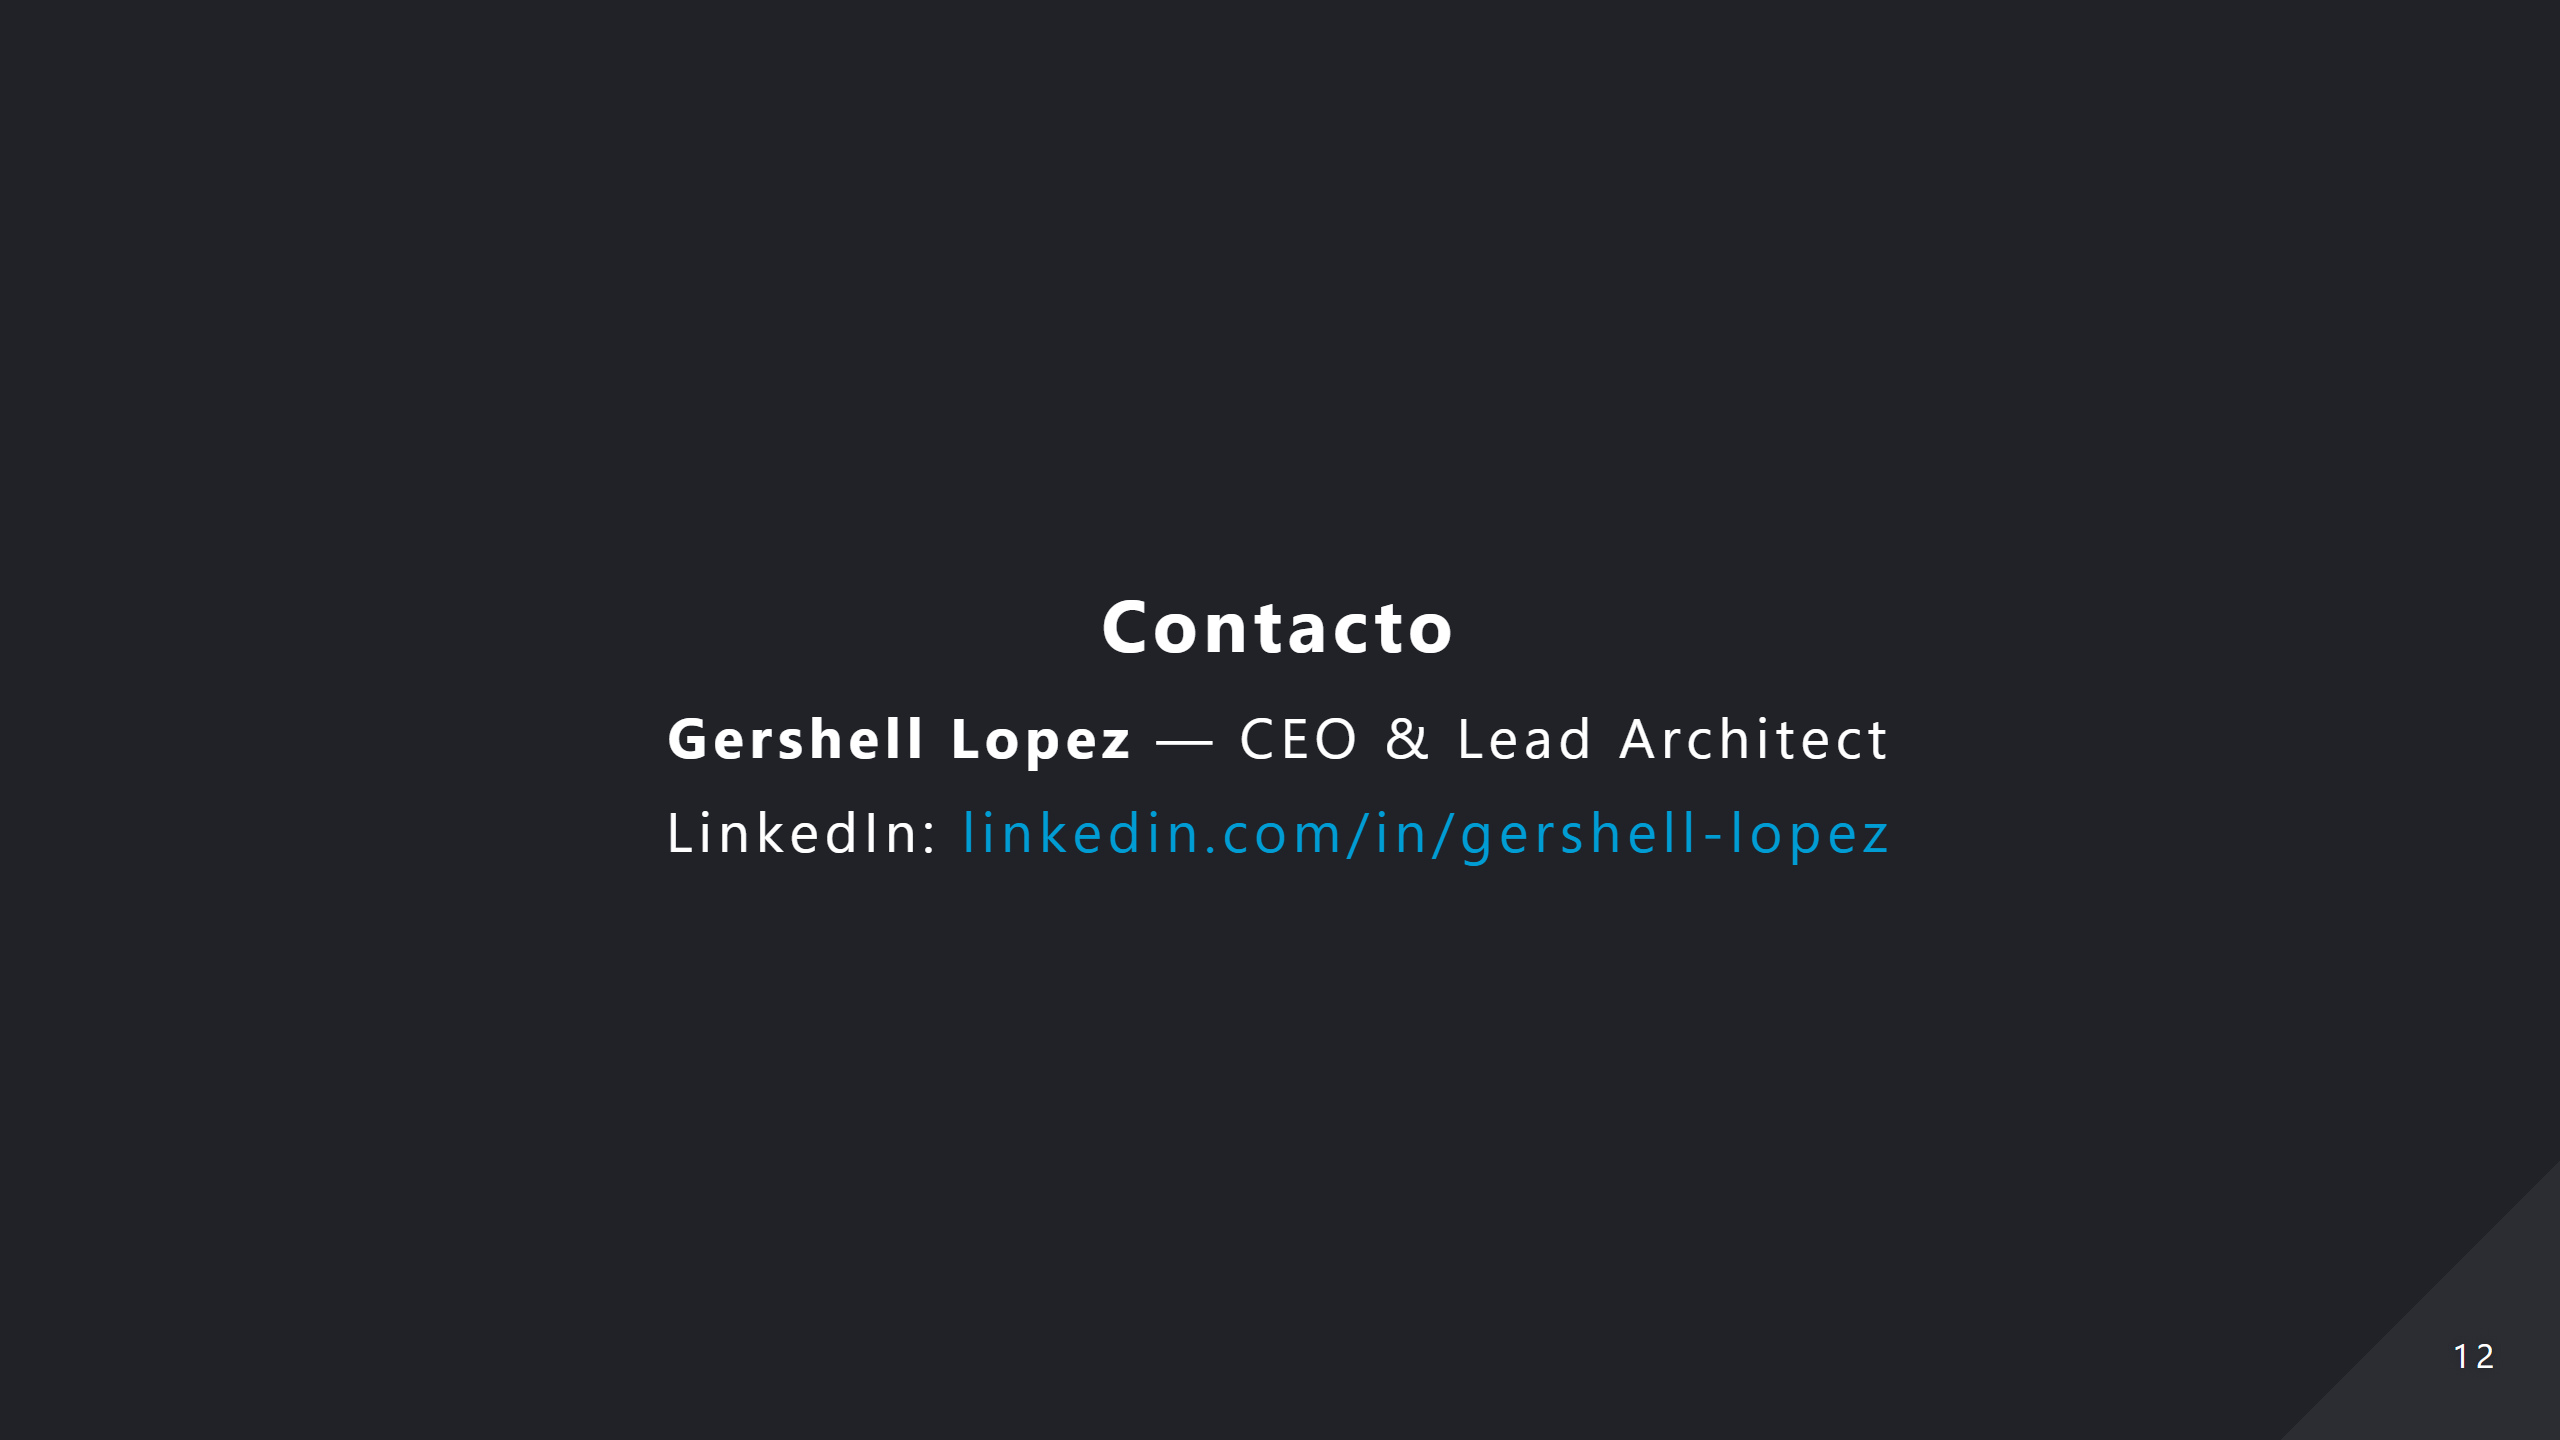 Contacto
Gershell Lopez — CEO & Lead Architect
LinkedIn: linkedin.com/in/gershell-lopez
12